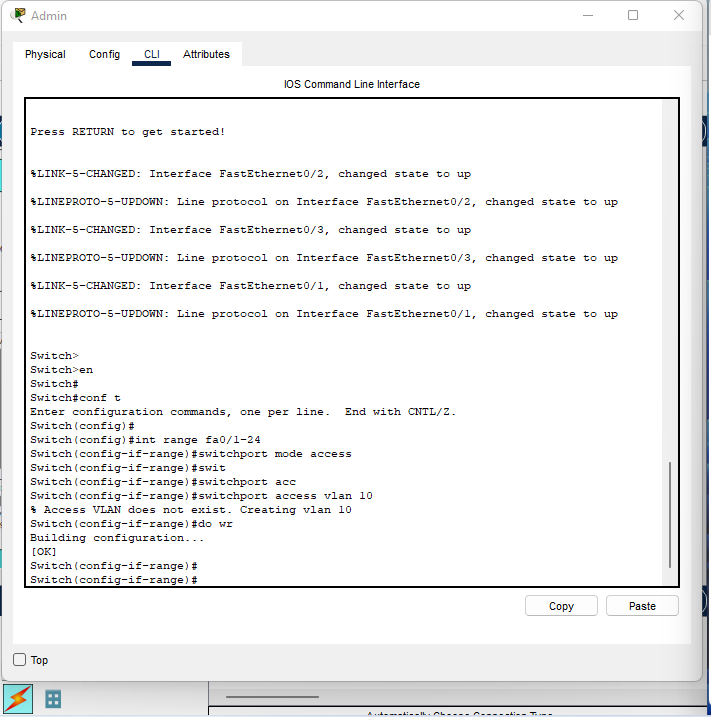 Admin
Physical Config CLI Attributes
IOS Command Line Interface
Press RETURN to get started!
%LINK-5-CHANGED: Interface FastEthernet0/2, changed state to up
%LINEPROTO-5-UPDOWN: Line protocol on Interface FastEthernet0/2, changed state to up
%LINK-5-CHANGED: Interface FastEthernet0/3, changed state to up
%LINEPROTO-5-UPDOWN: Line protocol on Interface FastEthernet0/3, changed state to up
%LINK-5-CHANGED: Interface FastEthernet0/1, changed state to up
%LINEPROTO-5-UPDOWN: Line protocol on Interface FastEthernet0/1, changed state to up
Switch>
Switch>en
Switch#
Switch#conf t
Enter configuration commands, one per line.  End with CNTL/Z.
Switch(config)#
Switch(config)#int range fa0/1-24
Switch(config-if-range)#switchport mode access
Switch(config-if-range)#swit
Switch(config-if-range)#switchport acc
Switch(config-if-range)#switchport access vlan 10
% Access VLAN does not exist. Creating vlan 10
Switch(config-if-range)#do wr
Building configuration...
[OK]
Switch(config-if-range)#
Switch(config-if-range)#
Copy Paste
Top
Automatically Choose Connection Type